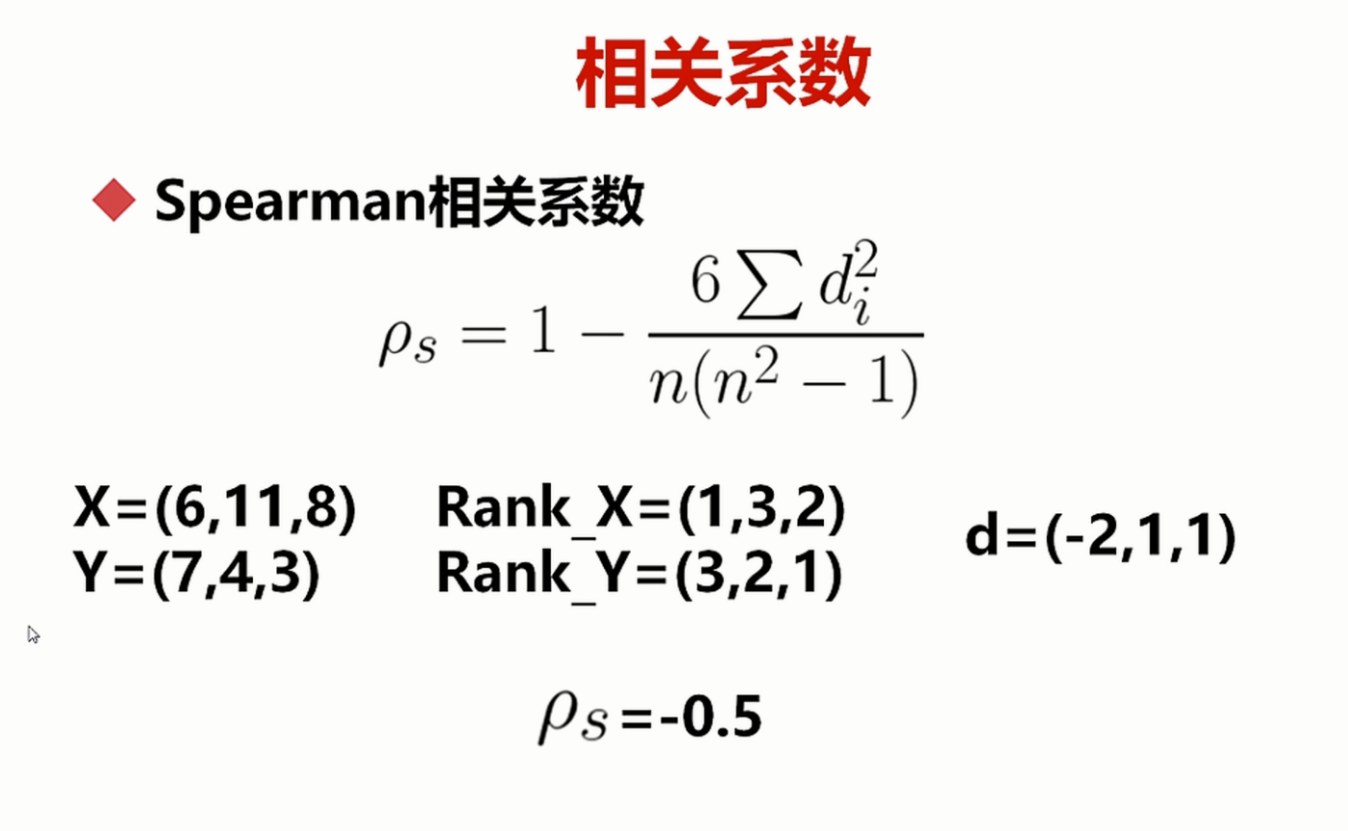 相关系数
Spearman相关系数
ρ_s = 1 − \frac{6 \sum d_i^2}{n(n^2 − 1)}
X=(6,11,8) Rank_X=(1,3,2)
d=(-2,1,1)
Y=(7,4,3) Rank_Y=(3,2,1)
ρ_s=-0.5